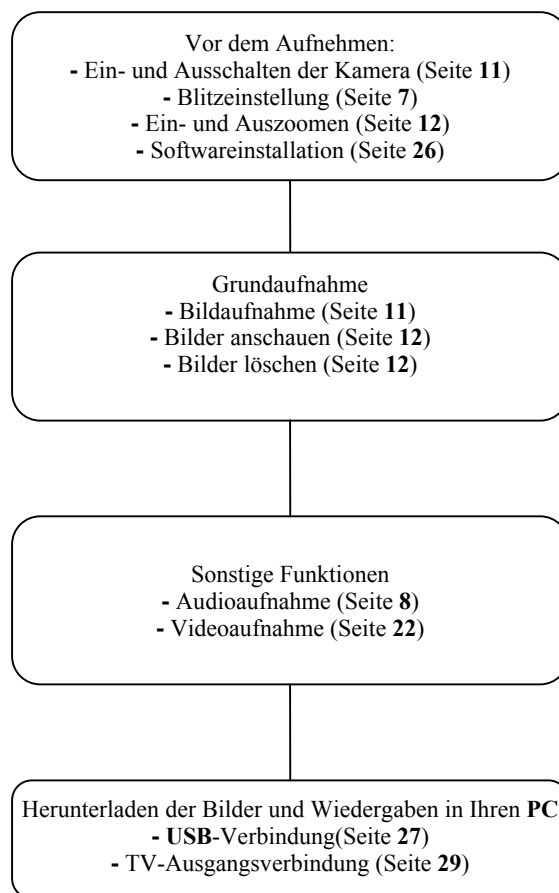 Vor dem Aufnehmen:
- Ein- und Ausschalten der Kamera (Seite 11)
- Blitzeinstellung (Seite 7)
- Ein- und Auszoomen (Seite 12)
- Softwareinstallation (Seite 26)
Grundaufnahme
- Bildaufnahme (Seite 11)
- Bilder anschauen (Seite 12)
- Bilder löschen (Seite 12)
Sonstige Funktionen
- Audioaufnahme (Seite 8)
- Videoaufnahme (Seite 22)
Herunterladen der Bilder und Wiedergaben in Ihren PC
- USB-Verbindung(Seite 27)
- TV-Ausgangsverbindung (Seite 29)